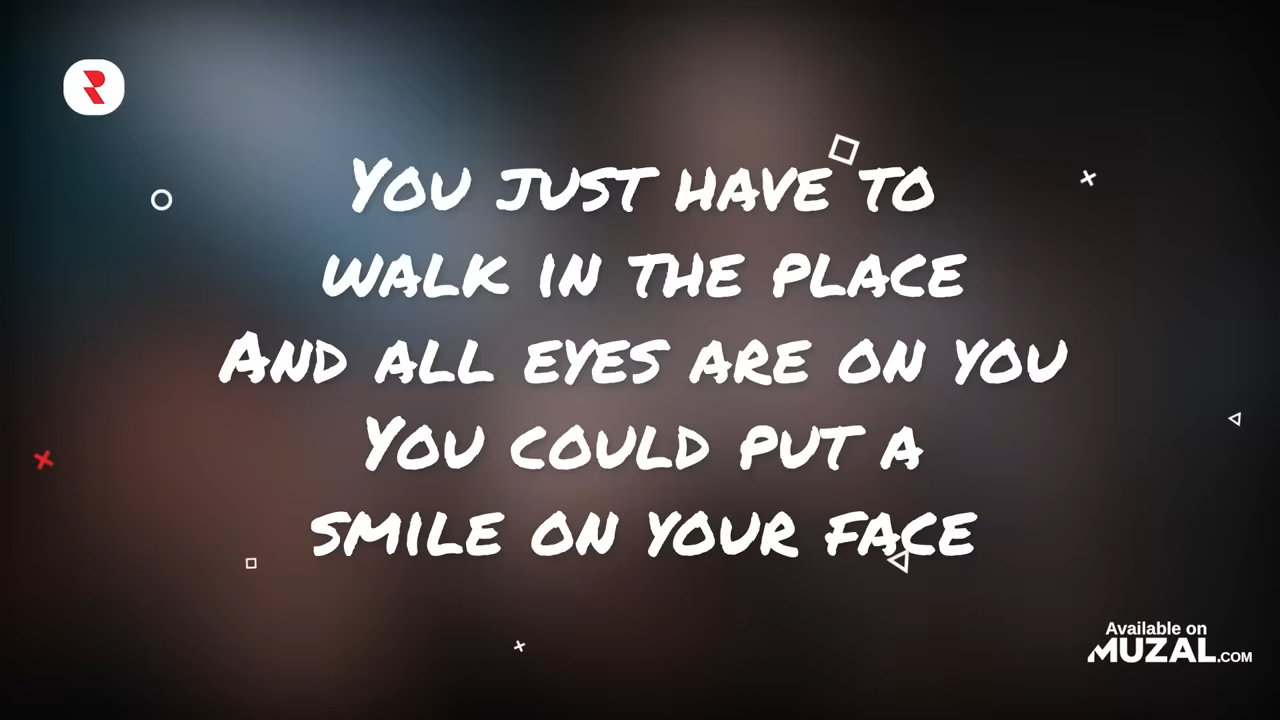 You just have to
walk in the place
And all eyes are on you
You could put a
smile on your face
Available on
MUZAL.COM